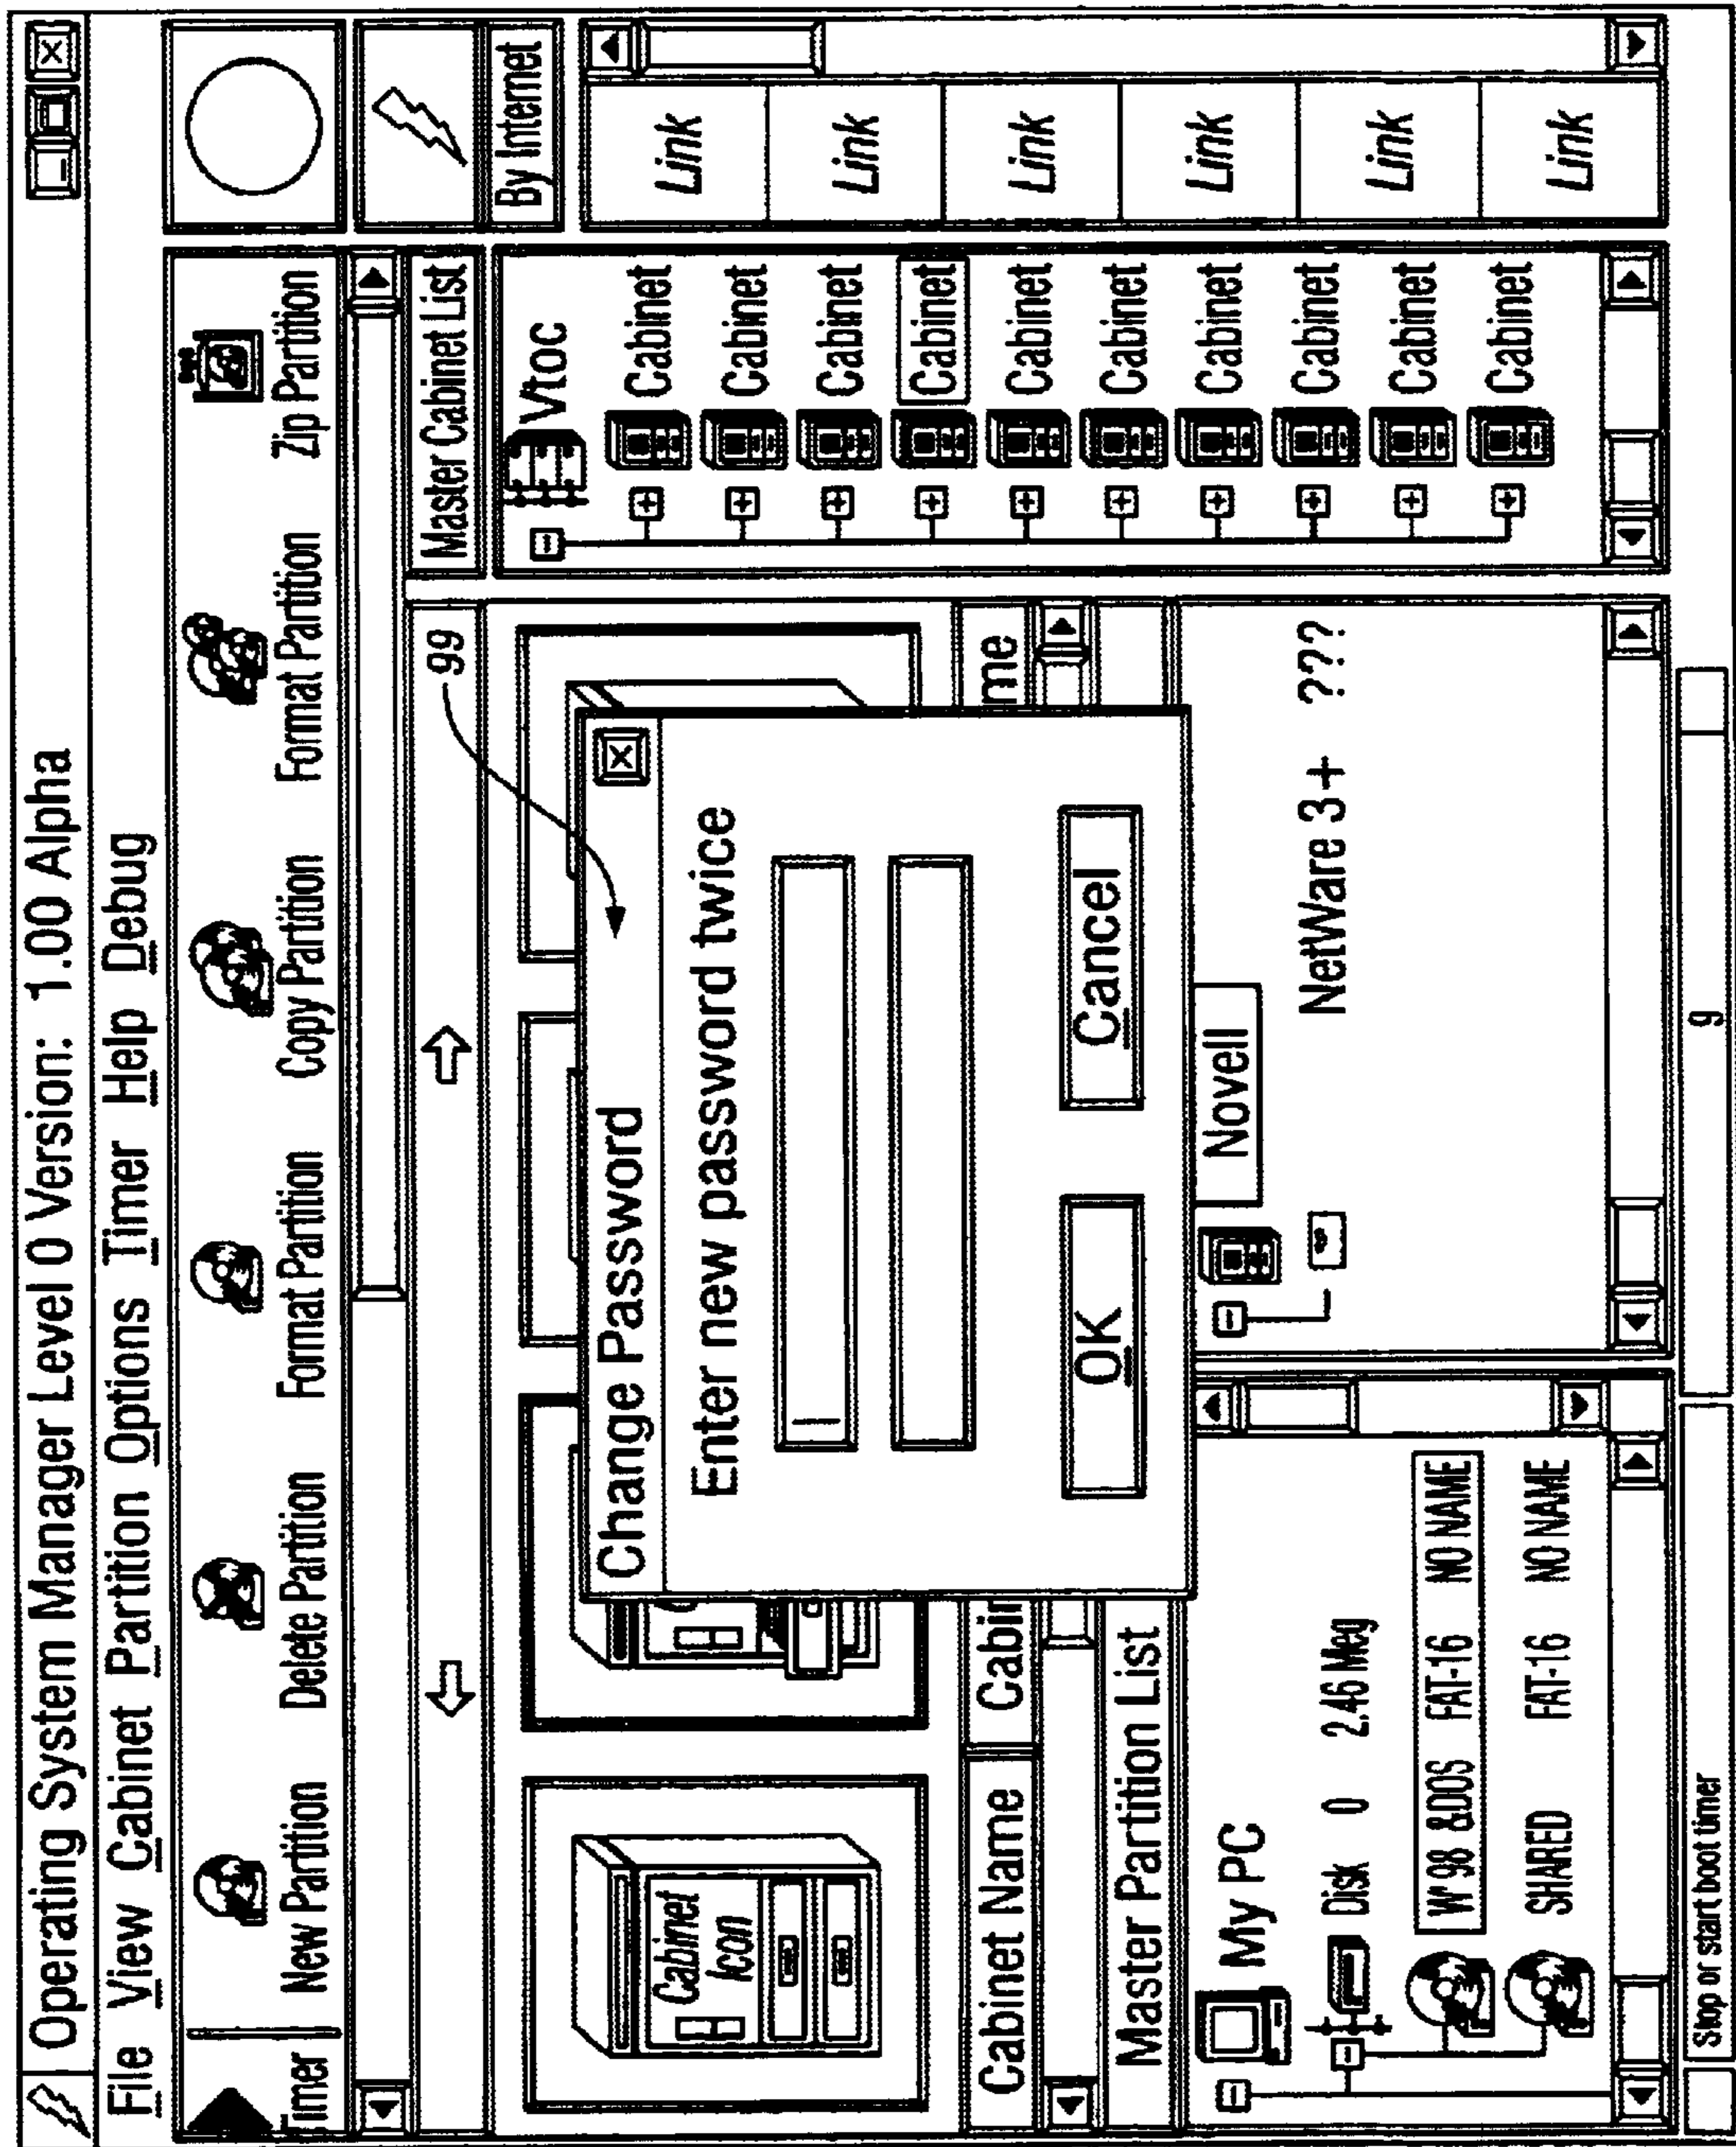 Operating System Manager Level 0 Version: 1.00 Alpha
File View Cabinet Partition Options Timer Help Debug
Timer
New Partition
Delete Partition
Format Partition
Copy Partition
Format Partition
Zip Partition
99
Master Cabinet List
By Internet
Cabinet Icon
Vtoc
Cabinet
Cabinet
Cabinet
Cabinet
Cabinet
Cabinet
Cabinet
Cabinet
Cabinet
Cabinet
Link
Link
Link
Link
Link
Link
Change Password
Enter new password twice
OK
Cancel
Cabinet Name
Cabin
me
Master Partition List
My PC
Disk 0 2.46 Meg
W 98 &DOS FAT-16 NO NAME
SHARED FAT-16 NO NAME
Novell
NetWare 3+ ???
Stop or start boot timer
9